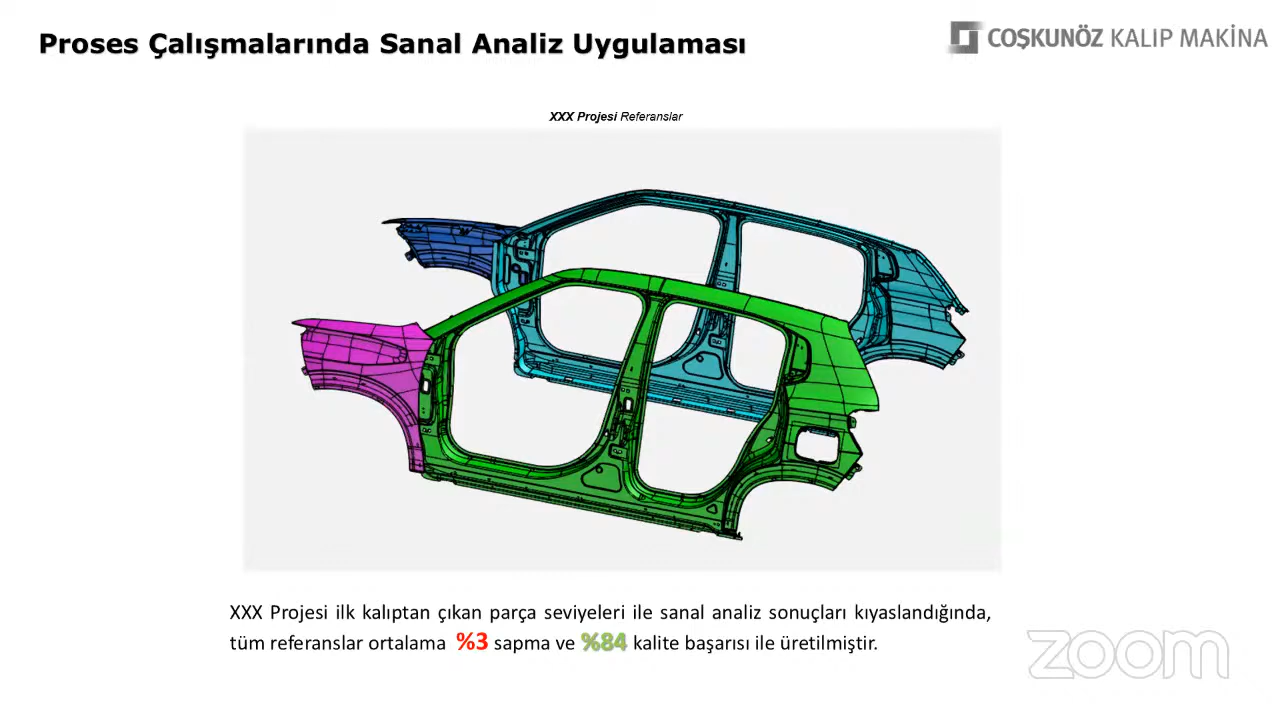 Proses Çalışmalarında Sanal Analiz Uygulaması
COŞKUNÖZ KALIP MAKİNA
XXX Projesi Referanslar
XXX Projesi ilk kalıptan çıkan parça seviyeleri ile sanal analiz sonuçları kıyaslandığında,
tüm referanslar ortalama %3 sapma ve %84 kalite başarısı ile üretilmiştir.
zoom